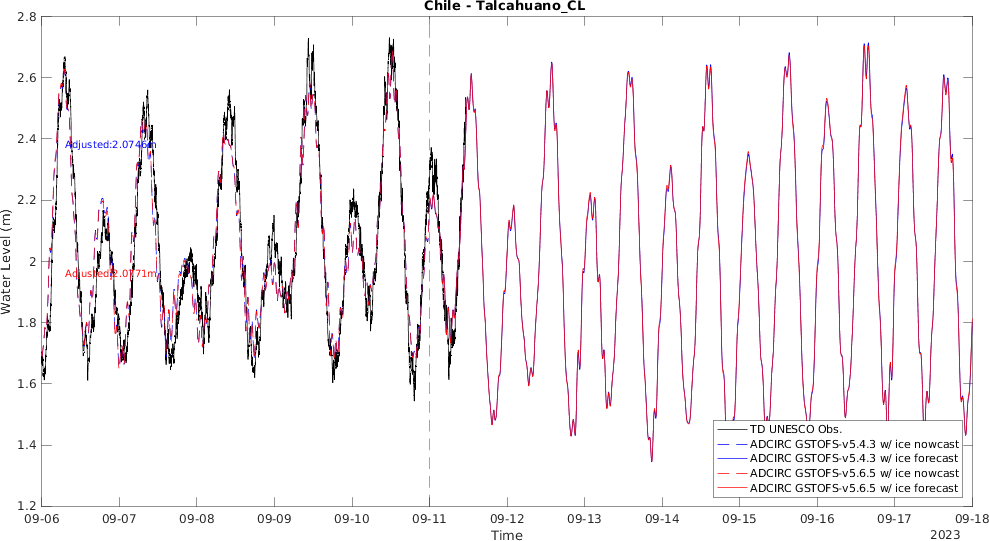 Chile - Talcahuano_CL
2.8
2.6
2.4
2.2
2
1.8
1.6
1.4
1.2
Water Level (m)
Adjusted:2.0746m
Adjusted:2.0771m
TD UNESCO Obs.
ADCIRC GSTOFS-v5.4.3 w/ ice nowcast
ADCIRC GSTOFS-v5.4.3 w/ ice forecast
ADCIRC GSTOFS-v5.6.5 w/ ice nowcast
ADCIRC GSTOFS-v5.6.5 w/ ice forecast
09-06 09-07 09-08 09-09 09-10 09-11 09-12 09-13 09-14 09-15 09-16 09-17 09-18
Time
2023